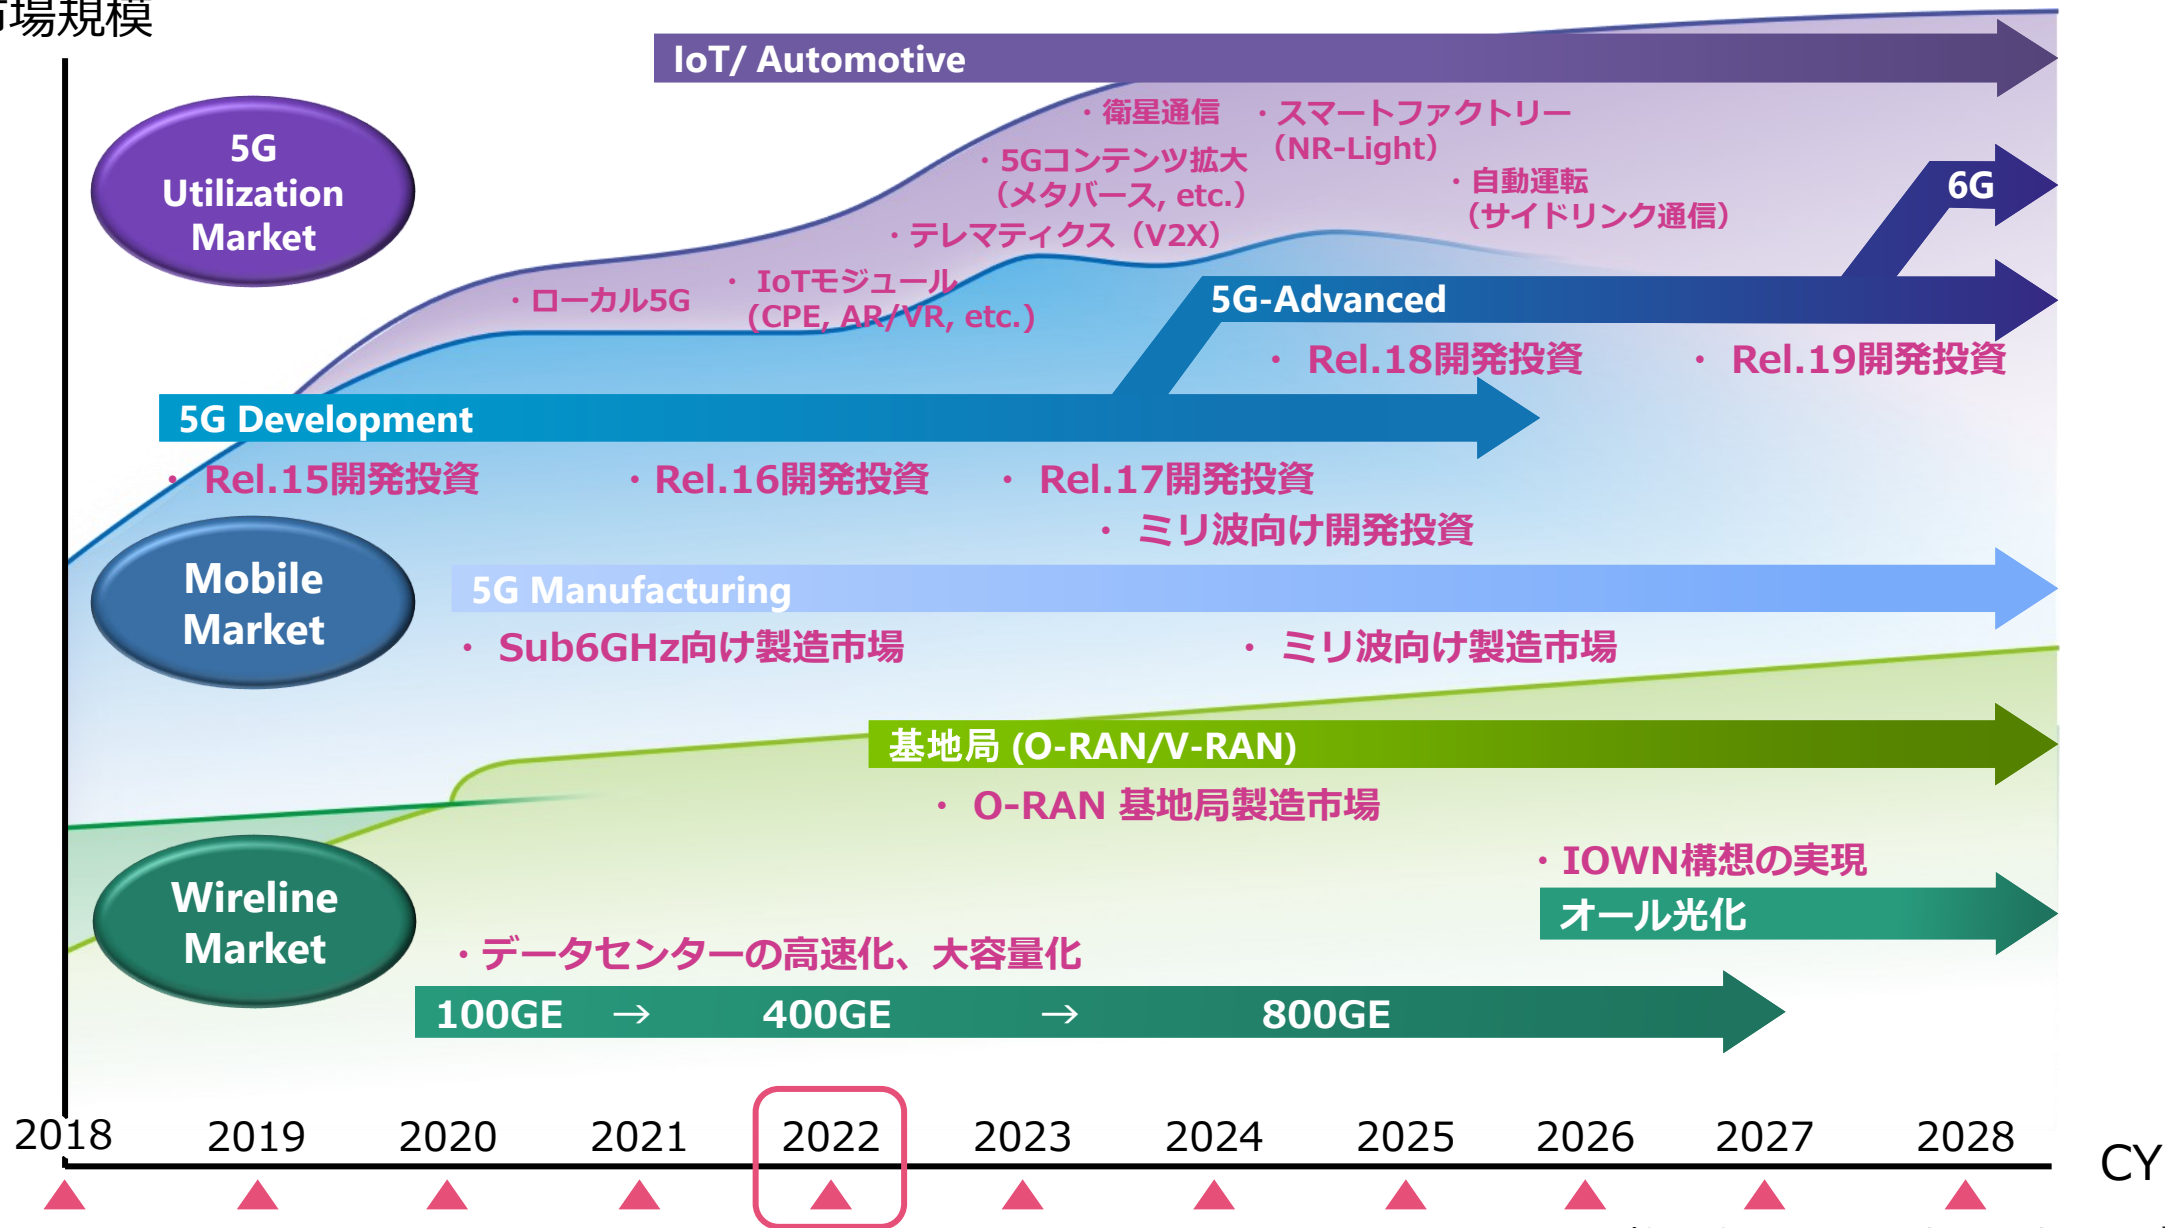 市場規模
IoT/ Automotive
5G
Utilization
Market
・衛星通信
・スマートファクトリー
（NR-Light）
・5Gコンテンツ拡大
（メタバース, etc.）
・自動運転
（サイドリンク通信）
6G
・テレマティクス（V2X）
・ローカル5G
・ IoTモジュール
(CPE, AR/VR, etc.)
5G-Advanced
・ Rel.18開発投資
・ Rel.19開発投資
5G Development
・ Rel.15開発投資
・Rel.16開発投資
・ Rel.17開発投資
・ ミリ波向け開発投資
Mobile
Market
5G Manufacturing
・ Sub6GHz向け製造市場
・ ミリ波向け製造市場
基地局 (O-RAN/V-RAN)
・ O-RAN 基地局製造市場
Wireline
Market
・IOWN構想の実現
オール光化
・データセンターの高速化、大容量化
100GE → 400GE → 800GE
2018 2019 2020 2021 2022 2023 2024 2025 2026 2027 2028
CY